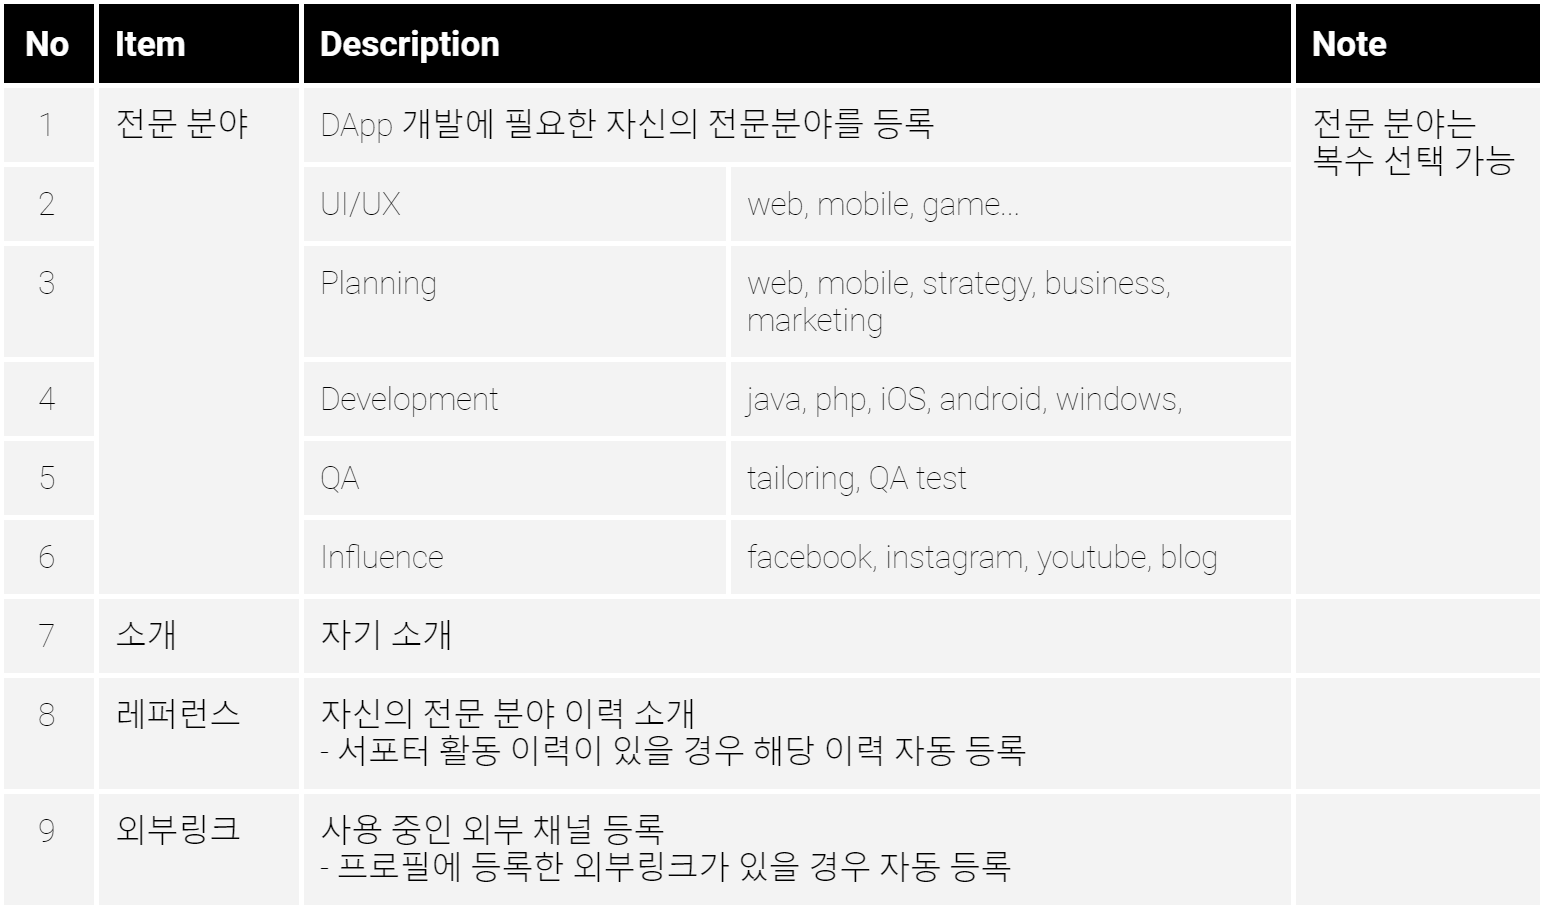 No Item Description Note
1 전문 분야 DApp 개발에 필요한 자신의 전문분야를 등록 전문 분야는
복수 선택 가능
2 UI/UX web, mobile, game...
3 Planning web, mobile, strategy, business,
marketing
4 Development java, php, iOS, android, windows,
5 QA tailoring, QA test
6 Influence facebook, instagram, youtube, blog
7 소개 자기 소개
8 레퍼런스 자신의 전문 분야 이력 소개
- 서포터 활동 이력이 있을 경우 해당 이력 자동 등록
9 외부링크 사용 중인 외부 채널 등록
- 프로필에 등록한 외부링크가 있을 경우 자동 등록